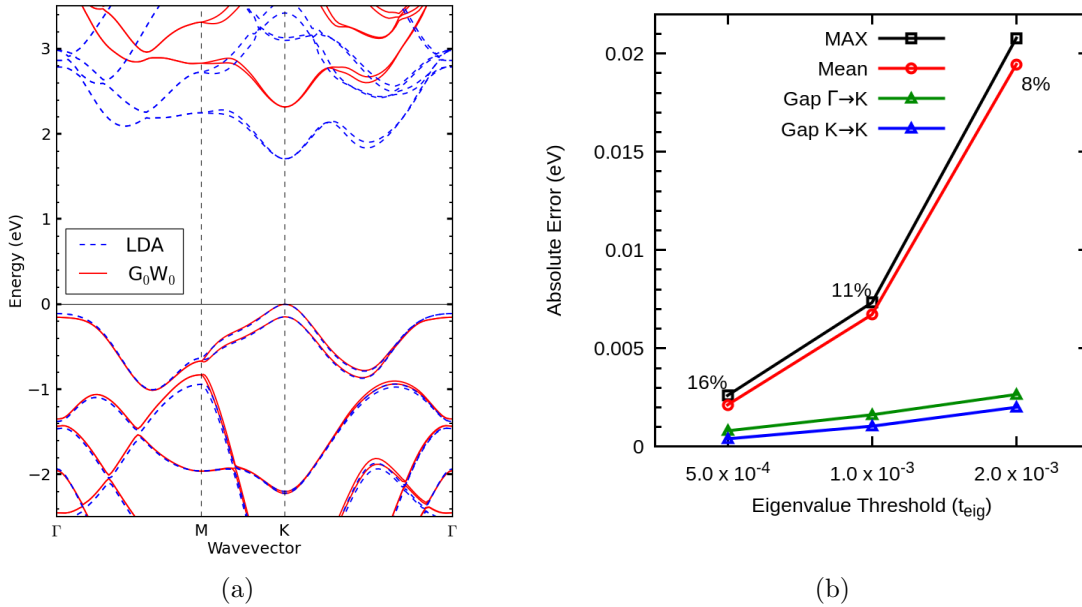 3
2
1
0
−1
−2
Energy (eV)
LDA
G₀W₀
Γ M K Γ
Wavevector
(a)
0.02
0.015
0.01
0.005
0
Absolute Error (eV)
MAX
Mean
Gap Γ→K
Gap K→K
8%
11%
16%
5.0 x 10⁻⁴ 1.0 x 10⁻³ 2.0 x 10⁻³
Eigenvalue Threshold (t_eig)
(b)